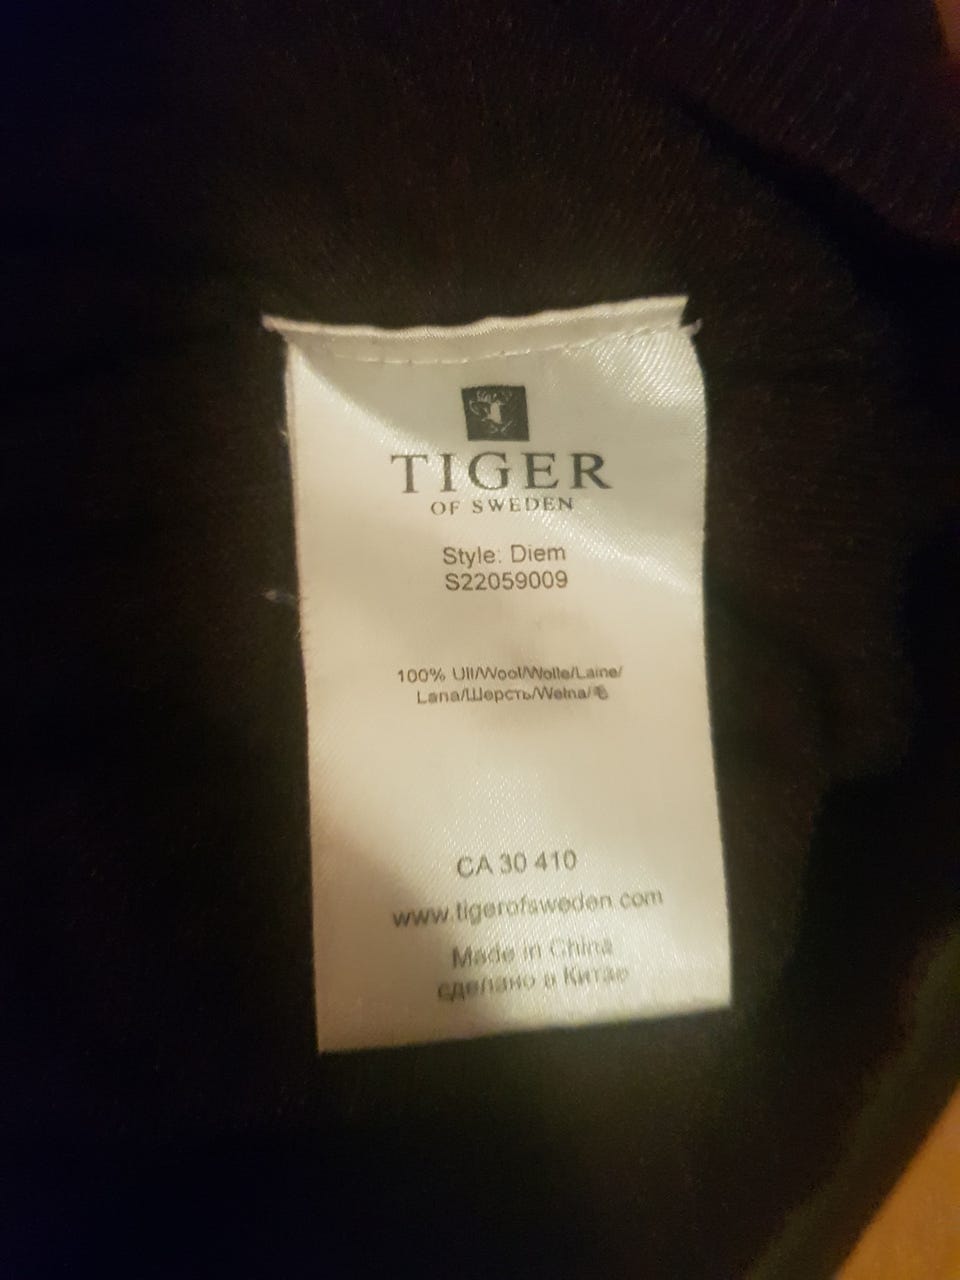 TIGER
OF SWEDEN
Style: Diem
S22059009
100% Ull/Wool/Wolle/Laine/
Lana/Шерсть/Wełna/毛
CA 30 410
www.tigerofsweden.com
Made in China
сделано в Китае